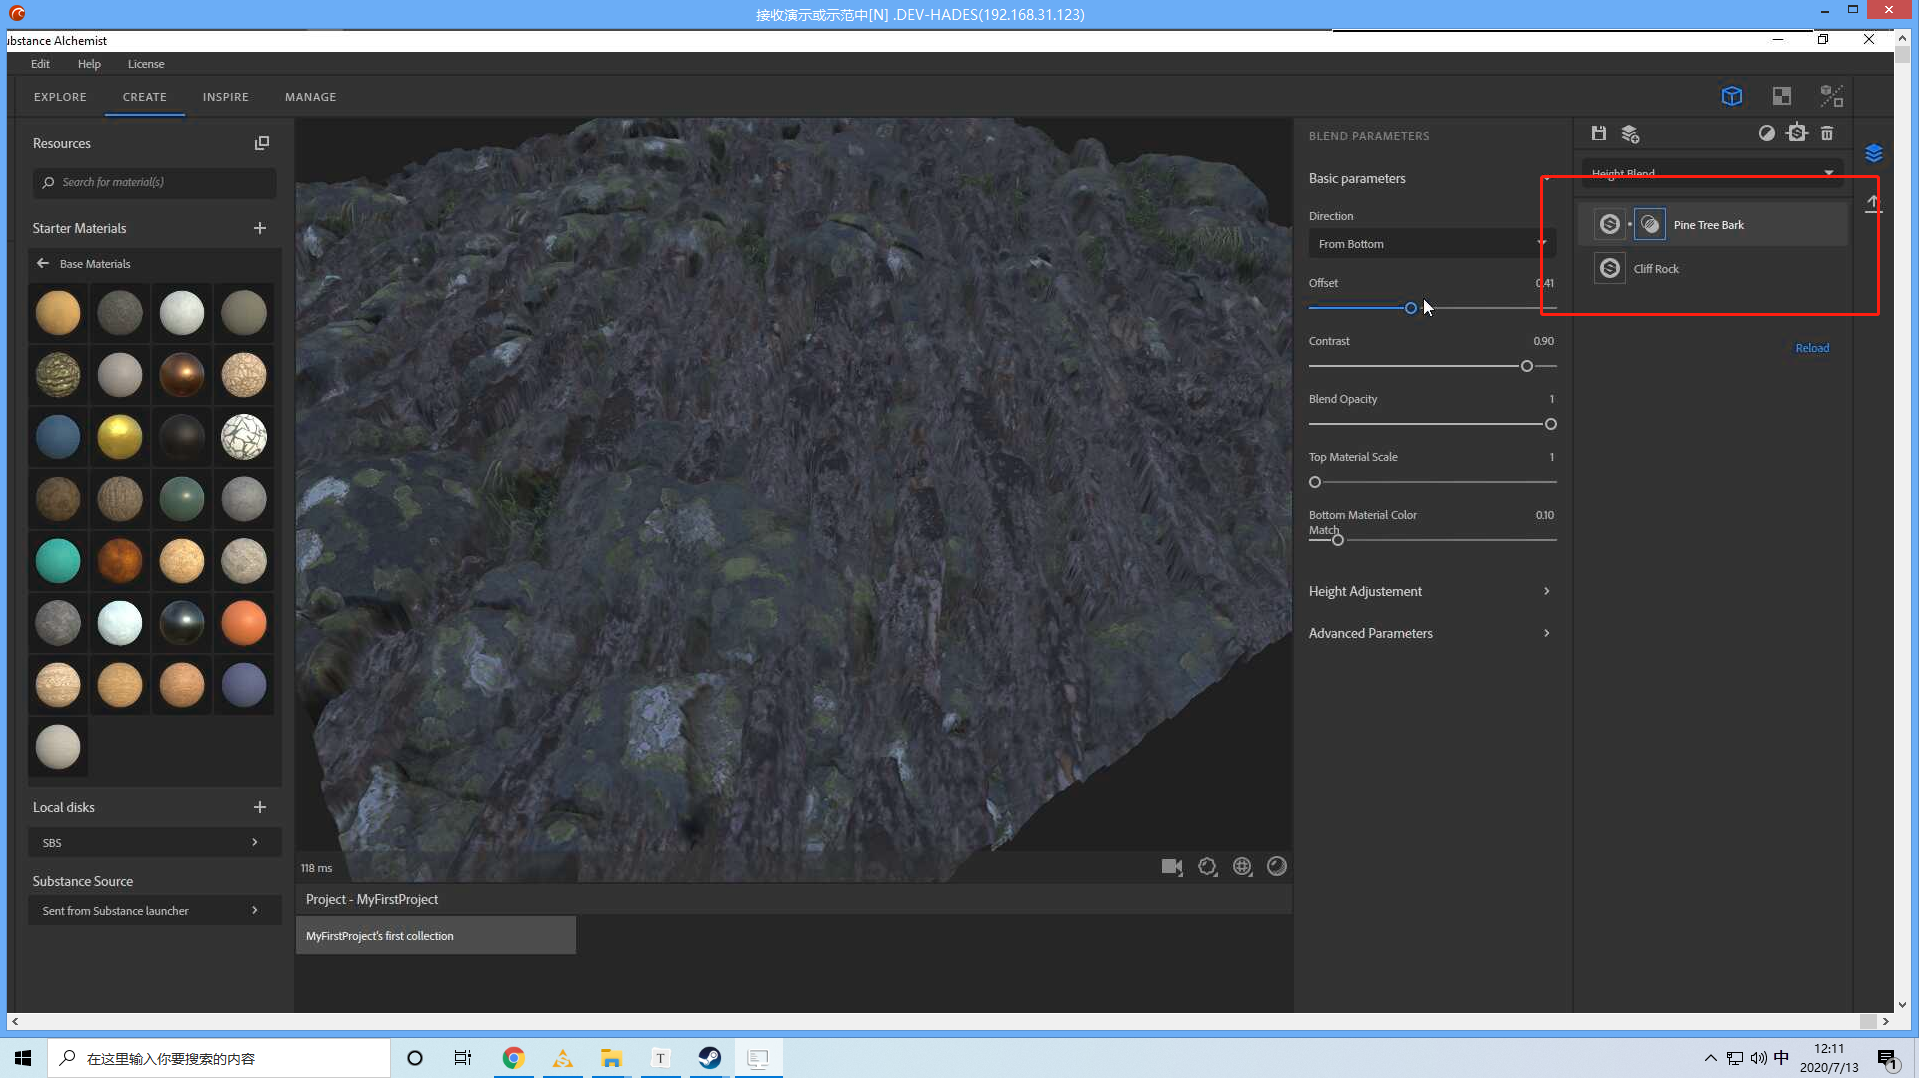 接收演示或示范中[N] .DEV-HADES(192.168.31.123)
ubstance Alchemist
Edit Help License
EXPLORE CREATE INSPIRE MANAGE
Resources
Search for material(s)
Starter Materials
Base Materials
Local disks
SBS
Substance Source
Sent from Substance launcher
118 ms
Project - MyFirstProject
MyFirstProject's first collection
BLEND PARAMETERS
Basic parameters
Direction
From Bottom
Offset 0.41
Contrast 0.90
Blend Opacity 1
Top Material Scale 1
Bottom Material Color 0.10
Match
Height Adjustement
Advanced Parameters
Height Blend
Pine Tree Bark
Cliff Rock
Reload
在这里输入你要搜索的内容
T
中
12:11
2020/7/13
1